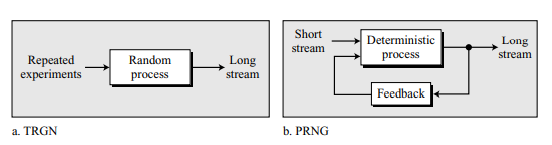 Repeated
experiments
Random
process
Long
stream
a. TRGN
Short
stream
Deterministic
process
Long
stream
Feedback
b. PRNG